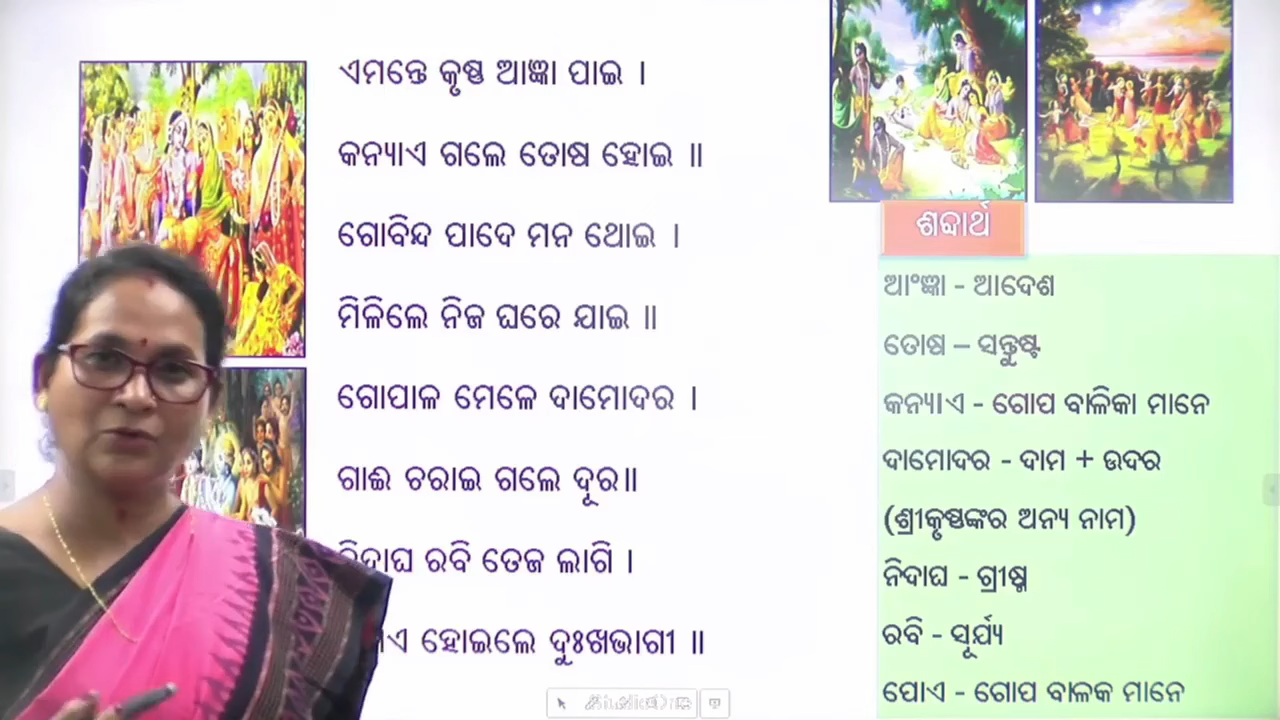 ଏମନ୍ତେ କୃଷ୍ଣ ଆଜ୍ଞା ପାଇ ।
କନ୍ୟାଏ ଗଲେ ତୋଷ ହୋଇ ॥
ଗୋବିନ୍ଦ ପାଦେ ମନ ଥୋଇ ।
ମିଳିଲେ ନିଜ ଘରେ ଯାଇ ॥
ଗୋପାଳ ମେଳେ ଦାମୋଦର ।
ଗାଈ ଚରାଇ ଗଲେ ଦୂର॥
ନିଦାଘ ରବି ତେଜ ଲାଗି ।
ହୋଇଲେ ଦୁଃଖଭାଗୀ ॥
ଶବ୍ଦାର୍ଥ
ଆଂଜ୍ଞା - ଆଦେଶ
ତୋଷ – ସନ୍ତୁଷ୍ଟ
କନ୍ୟାଏ - ଗୋପ ବାଳିକା ମାନେ
ଦାମୋଦର - ଦାମ + ଉଦର
(ଶ୍ରୀକୃଷ୍ଣଙ୍କର ଅନ୍ୟ ନାମ)
ନିଦାଘ - ଗ୍ରୀଷ୍ମ
ରବି - ସୂର୍ଯ୍ୟ
ପୋଏ - ଗୋପ ବାଳକ ମାନେ